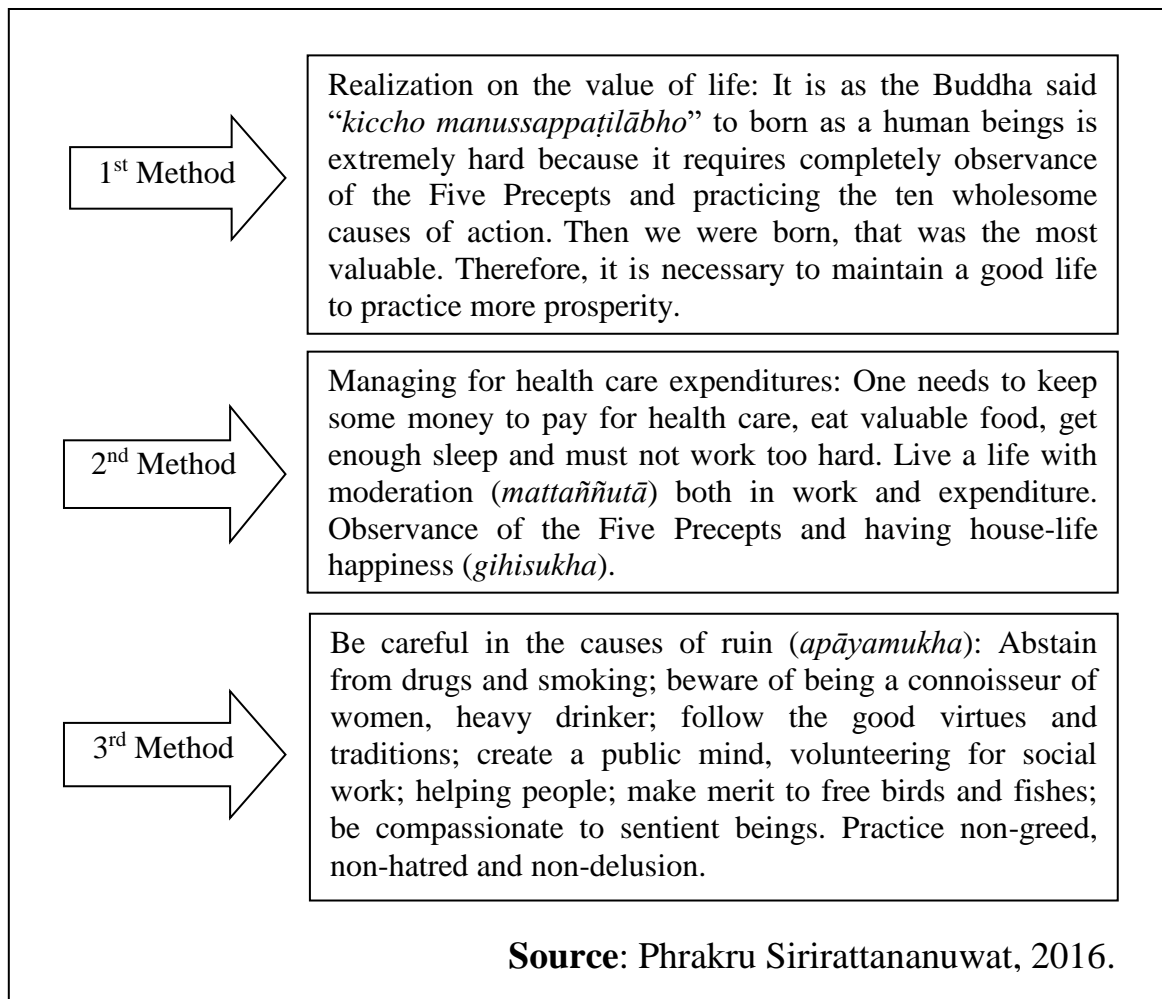 1st Method
Realization on the value of life: It is as the Buddha said
“kiccho manussappaṭilābho” to born as a human beings is
extremely hard because it requires completely observance
of the Five Precepts and practicing the ten wholesome
causes of action. Then we were born, that was the most
valuable. Therefore, it is necessary to maintain a good life
to practice more prosperity.
2nd Method
Managing for health care expenditures: One needs to keep
some money to pay for health care, eat valuable food, get
enough sleep and must not work too hard. Live a life with
moderation (mattaññutā) both in work and expenditure.
Observance of the Five Precepts and having house-life
happiness (gihisukha).
3rd Method
Be careful in the causes of ruin (apāyamukha): Abstain
from drugs and smoking; beware of being a connoisseur of
women, heavy drinker; follow the good virtues and
traditions; create a public mind, volunteering for social
work; helping people; make merit to free birds and fishes;
be compassionate to sentient beings. Practice non-greed,
non-hatred and non-delusion.
Source: Phrakru Sirirattananuwat, 2016.